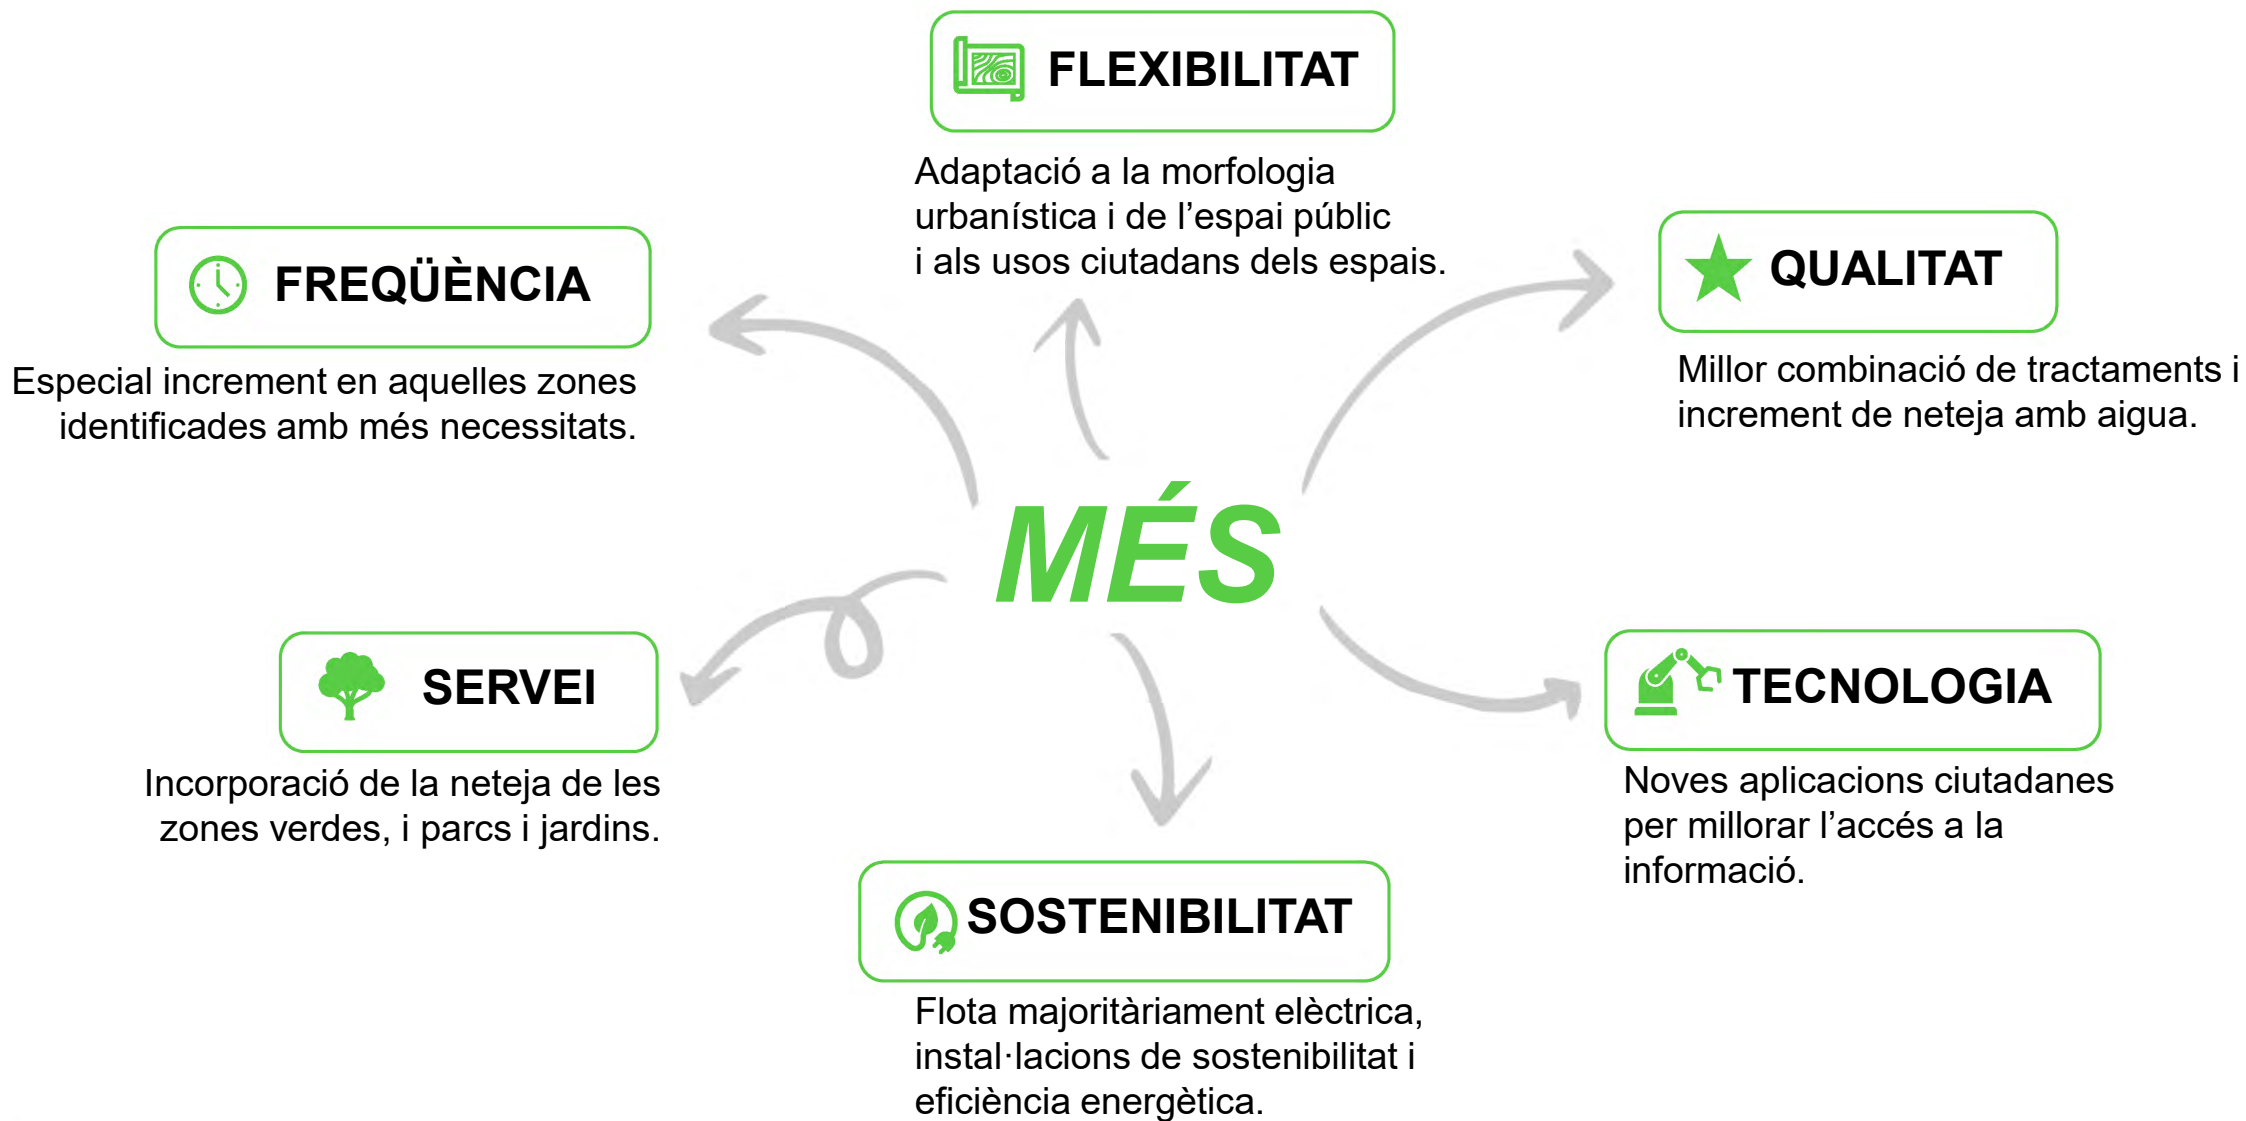 FLEXIBILITAT
Adaptació a la morfologia
urbanística i de l’espai públic
i als usos ciutadans dels espais.
FREQÜÈNCIA
Especial increment en aquelles zones
identificades amb més necessitats.
QUALITAT
Millor combinació de tractaments i
increment de neteja amb aigua.
MÉS
SERVEI
Incorporació de la neteja de les
zones verdes, i parcs i jardins.
TECNOLOGIA
Noves aplicacions ciutadanes
per millorar l’accés a la
informació.
SOSTENIBILITAT
Flota majoritàriament elèctrica,
instal·lacions de sostenibilitat i
eficiència energètica.